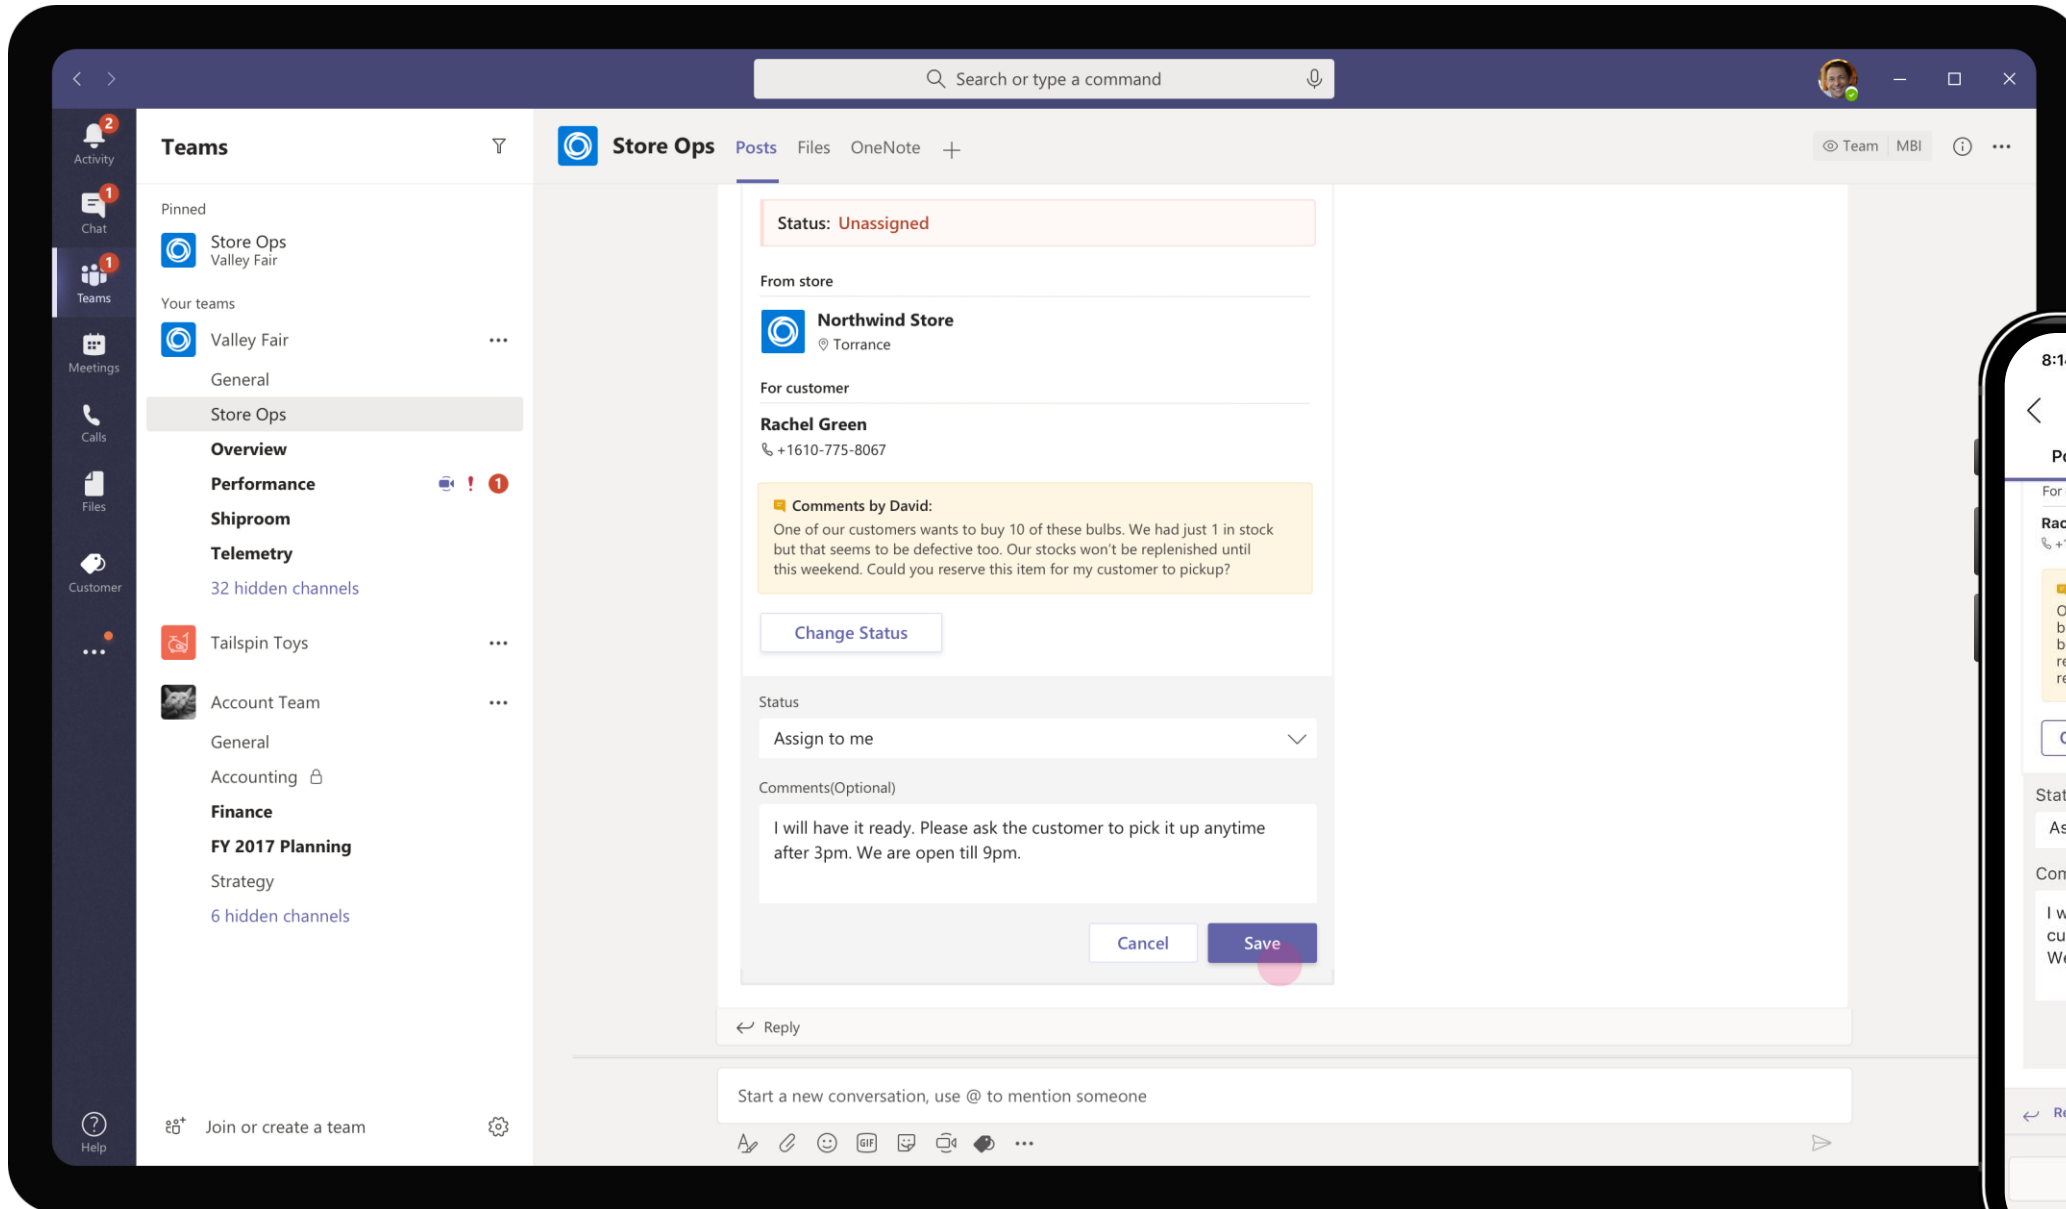 Search or type a command
2
Activity
1
Chat
1
Teams
Meetings
Calls
Files
Customer
Help
Teams
Pinned
Store Ops
Valley Fair
Your teams
Valley Fair
General
Store Ops
Overview
Performance ! 1
Shiproom
Telemetry
32 hidden channels
Tailspin Toys
Account Team
General
Accounting
Finance
FY 2017 Planning
Strategy
6 hidden channels
Join or create a team
Store Ops Posts Files OneNote
Team MBI
Status: Unassigned
From store
Northwind Store
Torrance
For customer
Rachel Green
+1610-775-8067
Comments by David:
One of our customers wants to buy 10 of these bulbs. We had just 1 in stock
but that seems to be defective too. Our stocks won't be replenished until
this weekend. Could you reserve this item for my customer to pickup?
Change Status
Status
Assign to me
Comments(Optional)
I will have it ready. Please ask the customer to pick it up anytime
after 3pm. We are open till 9pm.
Cancel Save
Reply
Start a new conversation, use @ to mention someone
GIF
For
I w